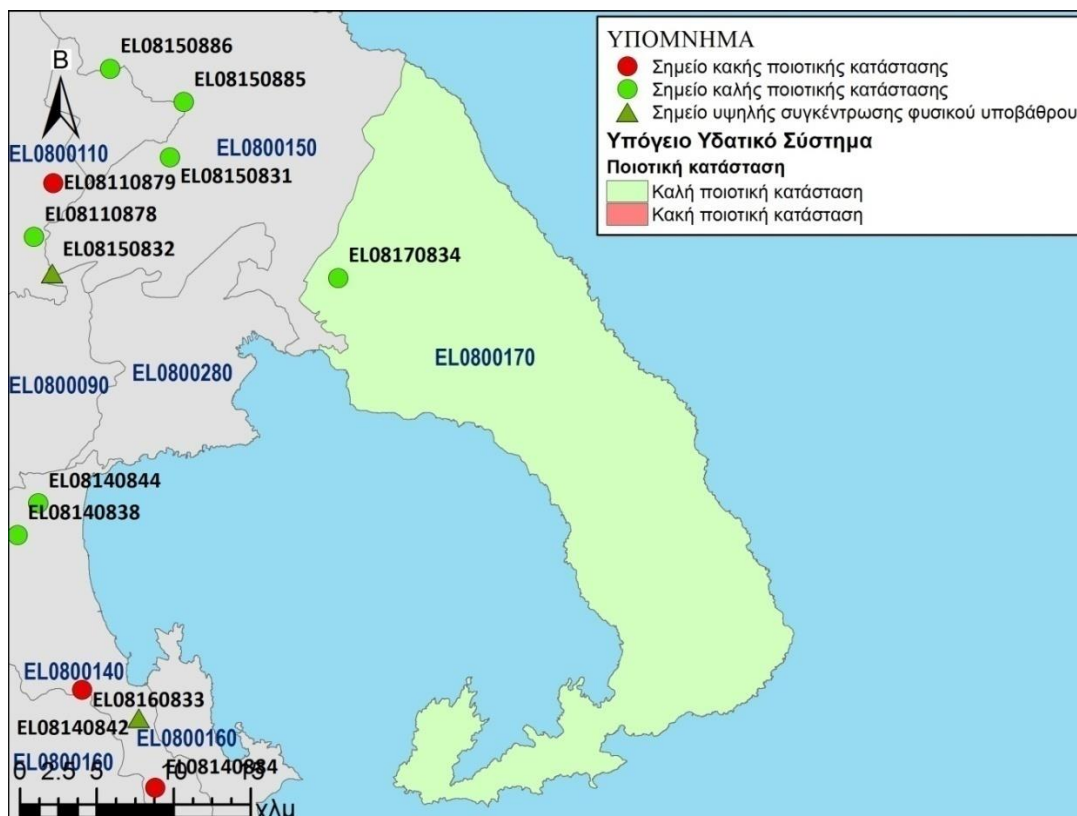 EL08150886
B
EL08150885
EL0800110
EL0800150
EL08110879
EL08150831
EL08110878
EL08150832
EL08170834
EL0800170
EL0800280
EL0800090
EL08140844
EL08140838
EL0800140
EL08160833
EL08140842
EL0800160
EL0800160
EL08140884
0 2.5 5 10 15
χλμ
ΥΠΟΜΝΗΜΑ
Σημείο κακής ποιοτικής κατάστασης
Σημείο καλής ποιοτικής κατάστασης
Σημείο υψηλής συγκέντρωσης φυσικού υποβάθρου
Υπόγειο Υδατικό Σύστημα
Ποιοτική κατάσταση
Καλή ποιοτική κατάσταση
Κακή ποιοτική κατάσταση